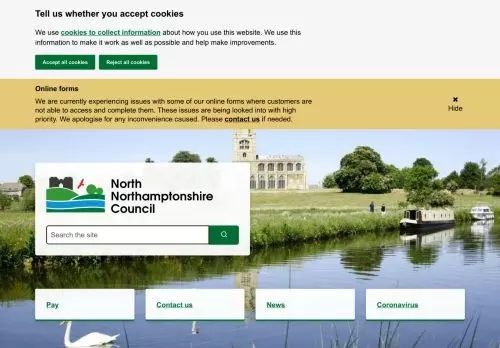 Tell us whether you accept cookies
We use cookies to collect information about how you use this website. We use this
information to make it work as well as possible and help make improvements.
Accept all cookies
Reject all cookies
Online forms
We are currently experiencing issues with some of our online forms where customers are
not able to access and complete them. These issues are being looked into with high
priority. We apologise for any inconvenience caused. Please contact us if needed.
✖
Hide
North
Northamptonshire
Council
Search the site
Pay
Contact us
News
Coronavirus